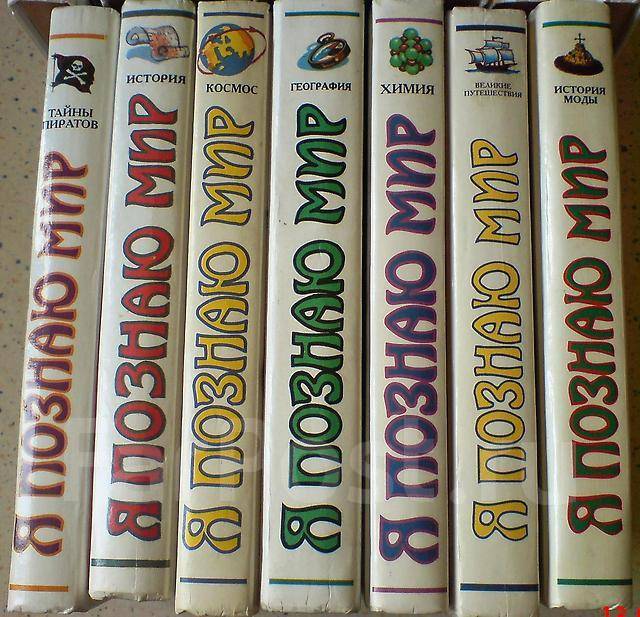 ТАЙНЫ
ПИРАТОВ
Я ПОЗНАЮ МИР
ИСТОРИЯ
Я ПОЗНАЮ МИР
КОСМОС
Я ПОЗНАЮ МИР
ГЕОГРАФИЯ
Я ПОЗНАЮ МИР
ХИМИЯ
Я ПОЗНАЮ МИР
ВЕЛИКИЕ
ПУТЕШЕСТВИЯ
Я ПОЗНАЮ МИР
ИСТОРИЯ
МОДЫ
Я ПОЗНАЮ МИР